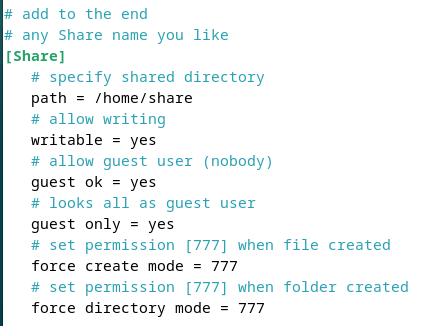 # add to the end
# any Share name you like
[Share]
# specify shared directory
path = /home/share
# allow writing
writable = yes
# allow guest user (nobody)
guest ok = yes
# looks all as guest user
guest only = yes
# set permission [777] when file created
force create mode = 777
# set permission [777] when folder created
force directory mode = 777